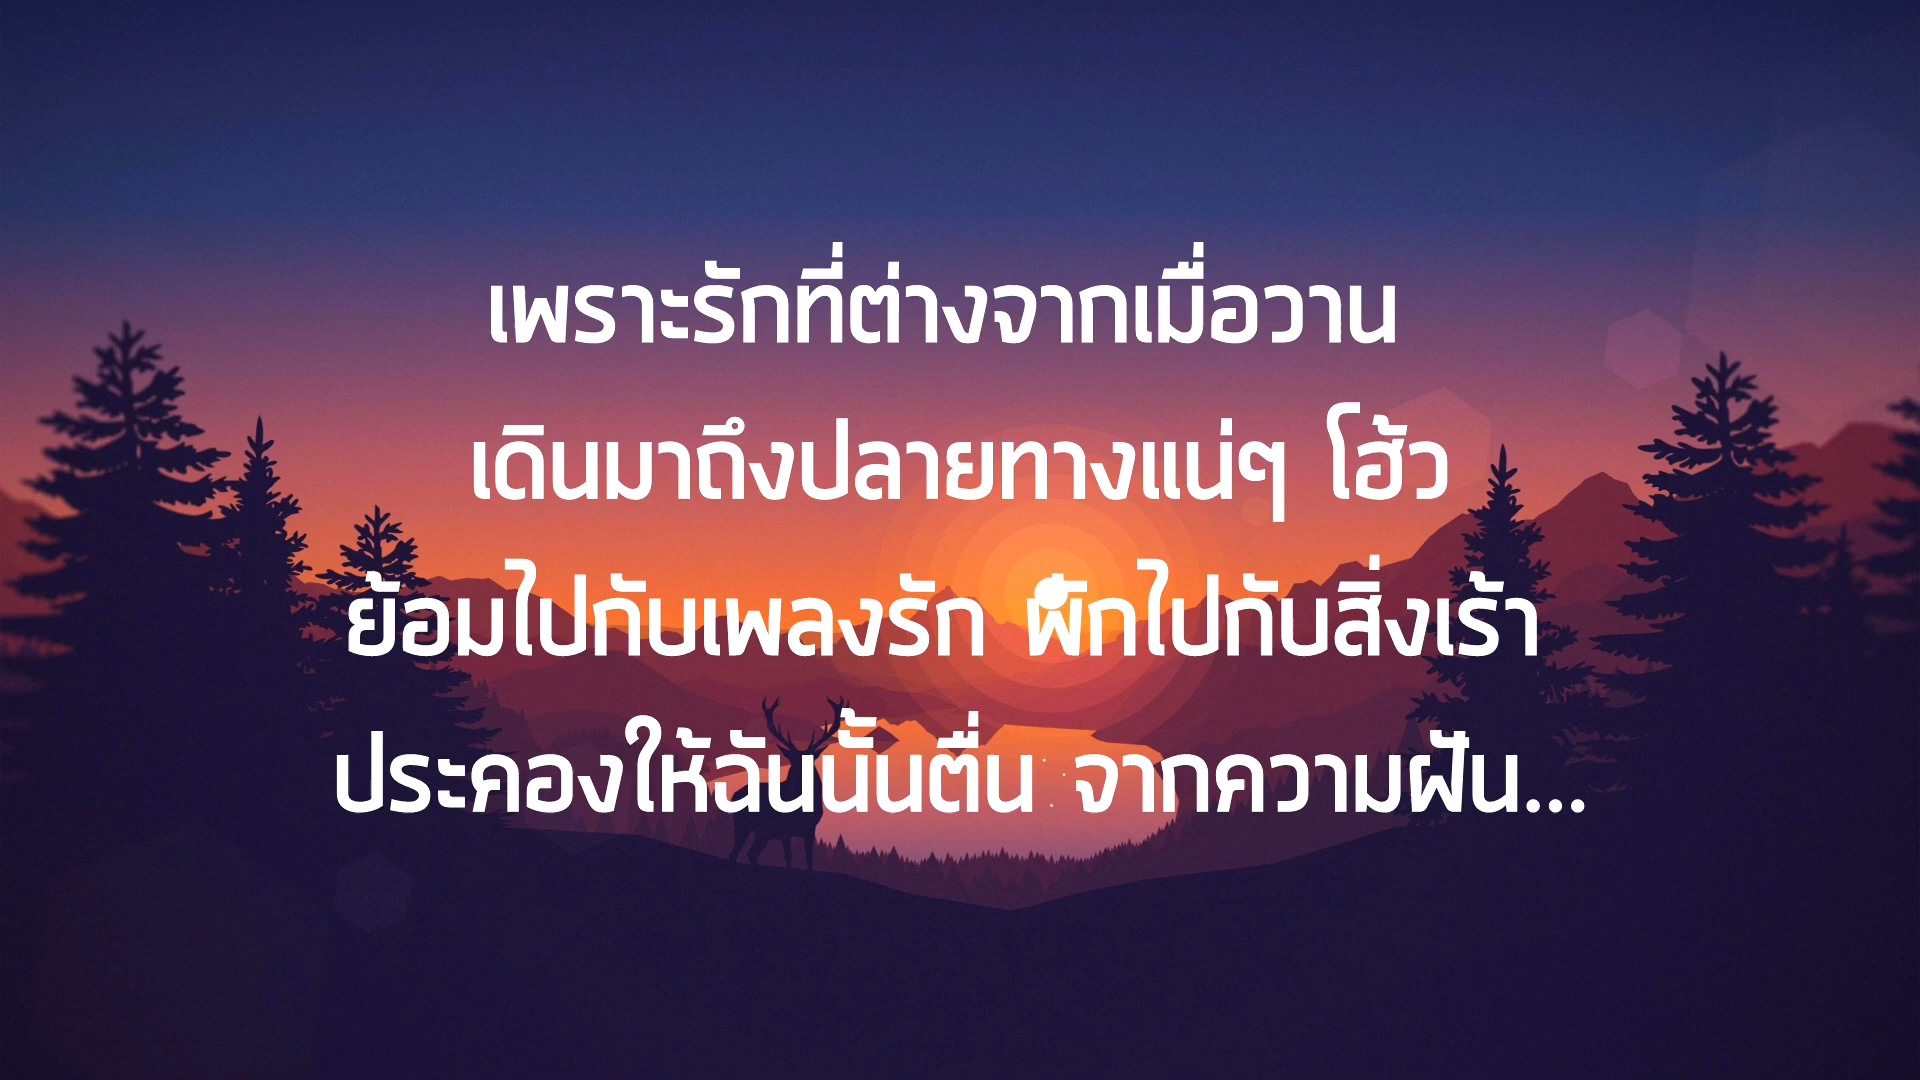 เพราะรักที่ต่างจากเมื่อวาน
เดินมาถึงปลายทางแน่ๆ โฮ้ว
ย้อมไปกับเพลงรัก ผักไปกับสิ่งเร้า
ประคองให้ฉันนั้นตื่น จากความฝัน...